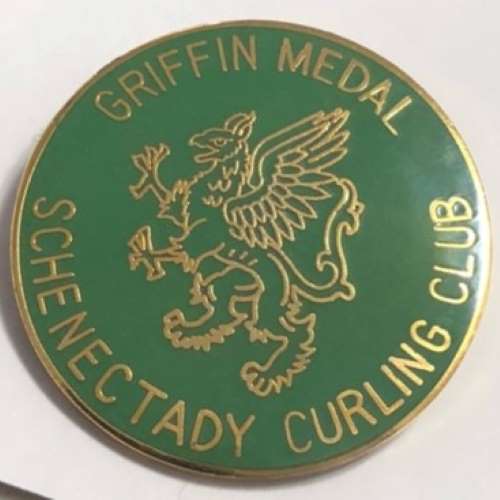 GRIFFIN MEDAL
SCHENECTADY CURLING CLUB